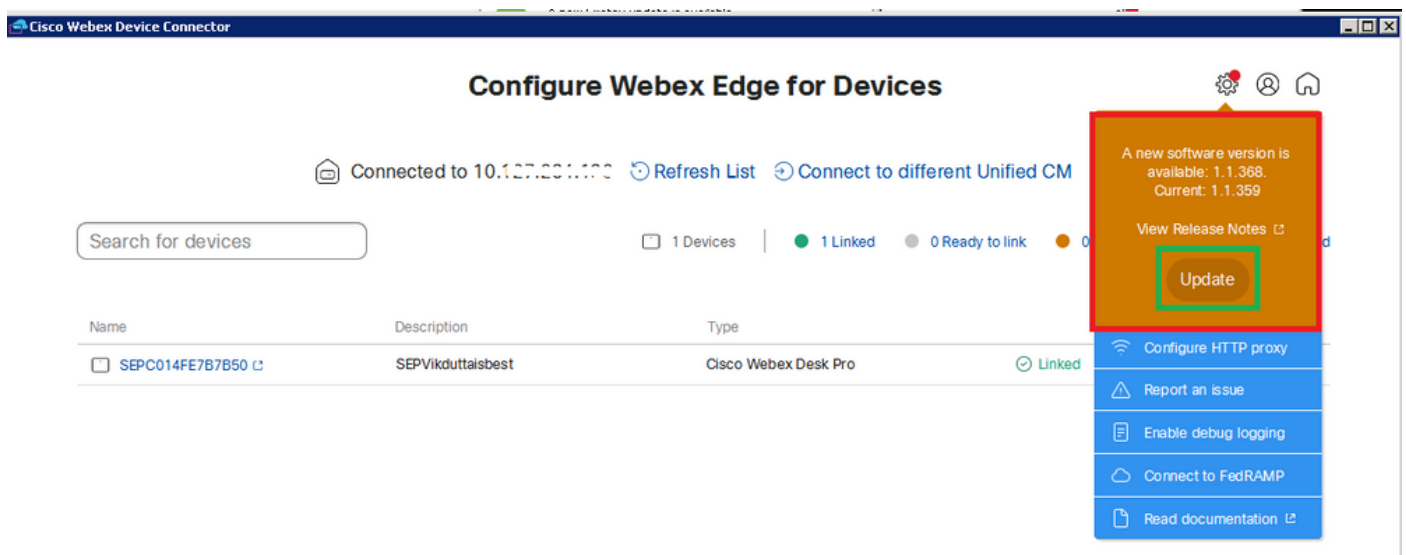 Cisco Webex Device Connector
Configure Webex Edge for Devices
Connected to
Refresh List
Connect to different Unified CM
Search for devices
1 Devices
1 Linked
0 Ready to link
0
d
A new software version is
available: 1.1.368.
Current: 1.1.359
View Release Notes
Update
Configure HTTP proxy
Report an issue
Enable debug logging
Connect to FedRAMP
Read documentation
Name Description Type
SEPC014FE7B7B50 SEPVikduttaisbest Cisco Webex Desk Pro Linked